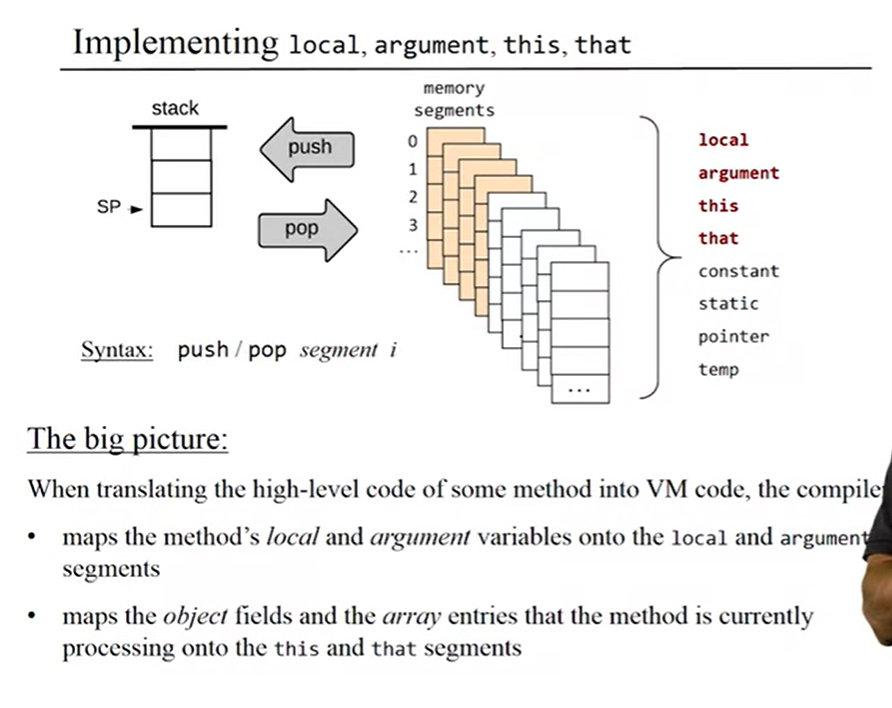 Implementing local, argument, this, that
stack
push
pop
SP
memory
segments
0
1
2
3
...
...
local
argument
this
that
constant
static
pointer
temp
Syntax: push / pop segment i
The big picture:
When translating the high-level code of some method into VM code, the compile
• maps the method's local and argument variables onto the local and argument
segments
• maps the object fields and the array entries that the method is currently
processing onto the this and that segments